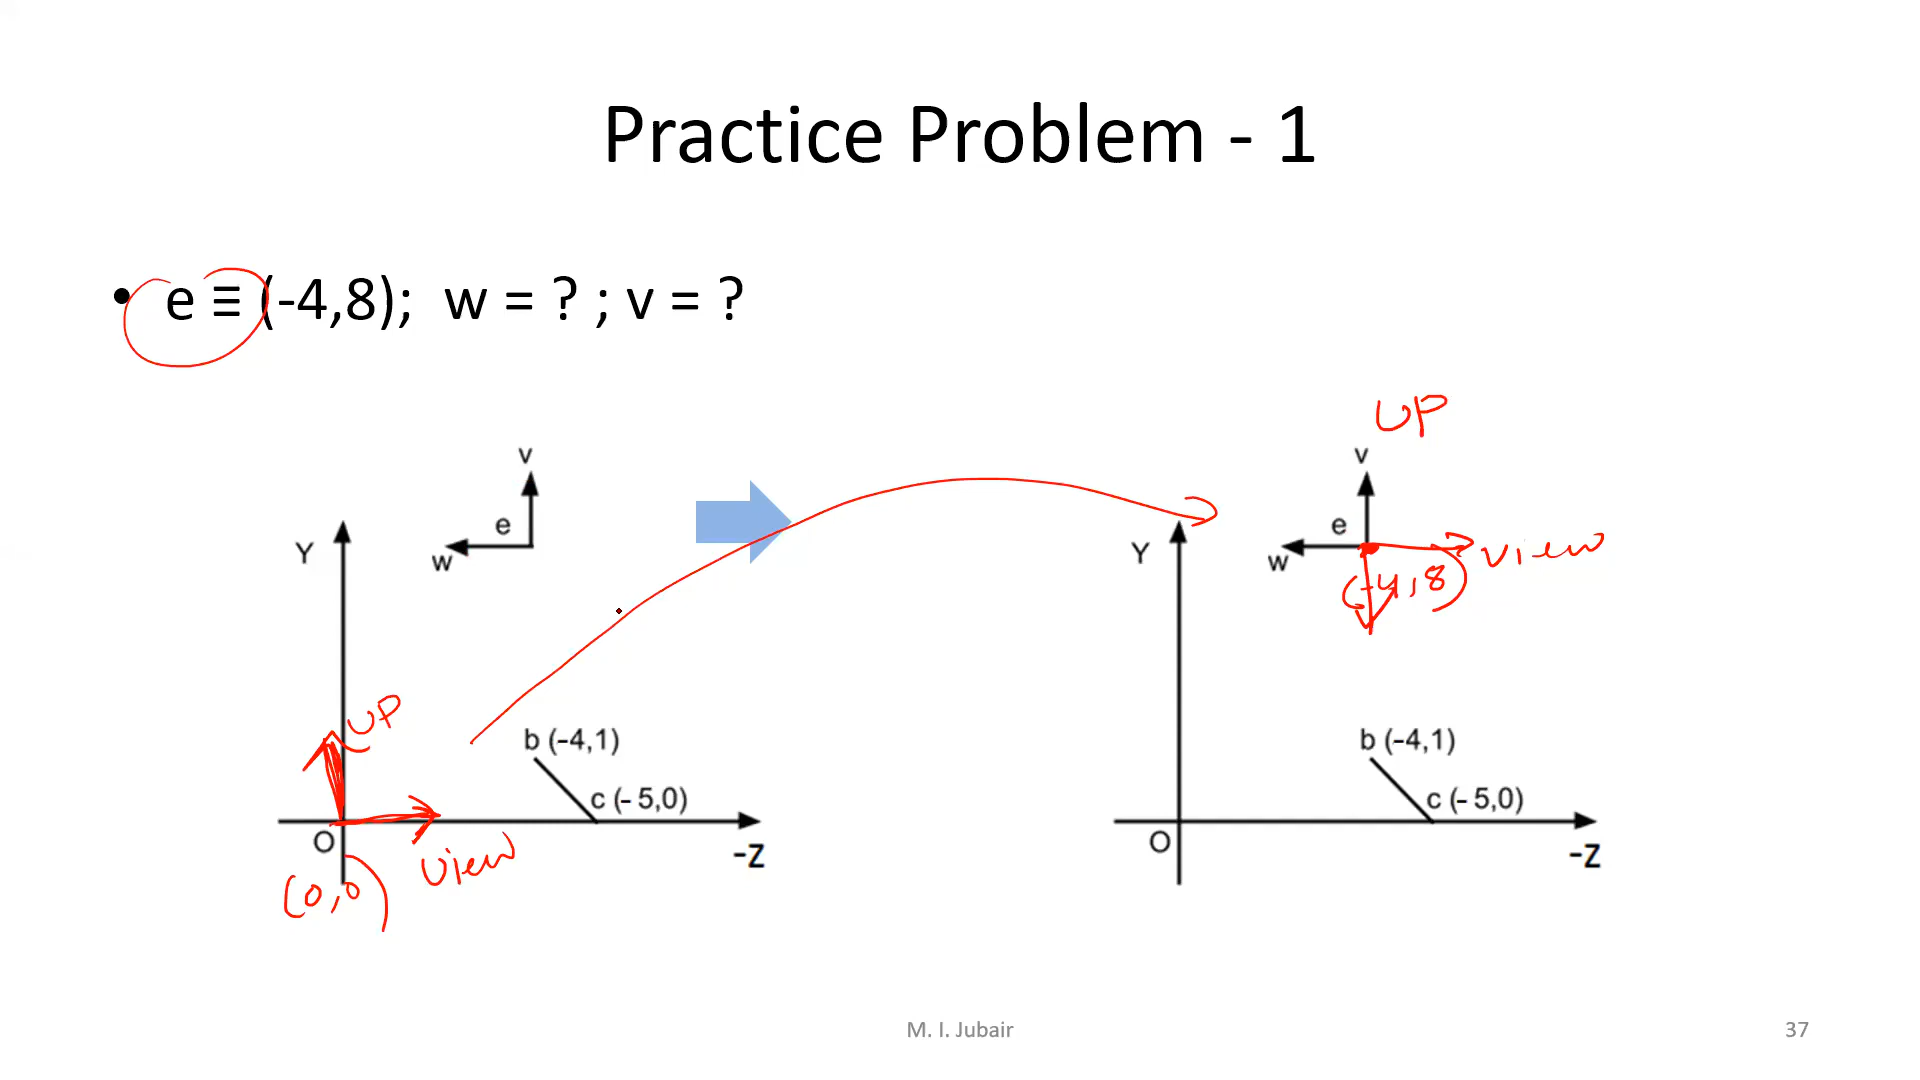 Practice Problem - 1
• e ≡ (-4,8); w = ? ; v = ?
UP
v
v
e
e
w
w
view
Y
Y
(-4,8)
UP
b (-4,1)
b (-4,1)
c (- 5,0)
c (- 5,0)
O
O
view
-Z
-Z
(0,0)
M. I. Jubair
37